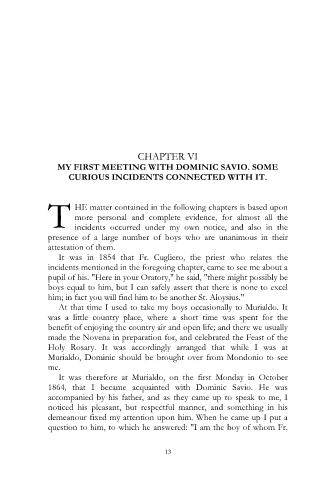 CHAPTER VI
MY FIRST MEETING WITH DOMINIC SAVIO. SOME
CURIOUS INCIDENTS CONNECTED WITH IT.
THE matter contained in the following chapters is based upon
more personal and complete evidence, for almost all the
incidents occurred under my own notice, and also in the
presence of a large number of boys who are unanimous in their
attestation of them.
It was in 1854 that Fr. Cugliero, the priest who relates the
incidents mentioned in the foregoing chapter, came to see me about a
pupil of his. "Here in your Oratory," he said, "there might possibly be
boys equal to him, but I can safely assert that there is none to excel
him; in fact you will find him to be another St. Aloysius."
At that time I used to take my boys occasionally to Murialdo. It
was a little country place, where a short time was spent for the
benefit of enjoying the country air and open life; and there we usually
made the Novena in preparation for, and celebrated the Feast of the
Holy Rosary. It was accordingly arranged that while I was at
Murialdo, Dominic should be brought over from Mondonio to see
me.
It was therefore at Murialdo, on the first Monday in October
1864, that I became acquainted with Dominic Savio. He was
accompanied by his father, and as they came up to speak to me, I
noticed his pleasant, but respectful manner, and something in his
demeanour fixed my attention upon him. When he came up I put a
question to him, to which he answered: "I am the boy of whom Fr.
13